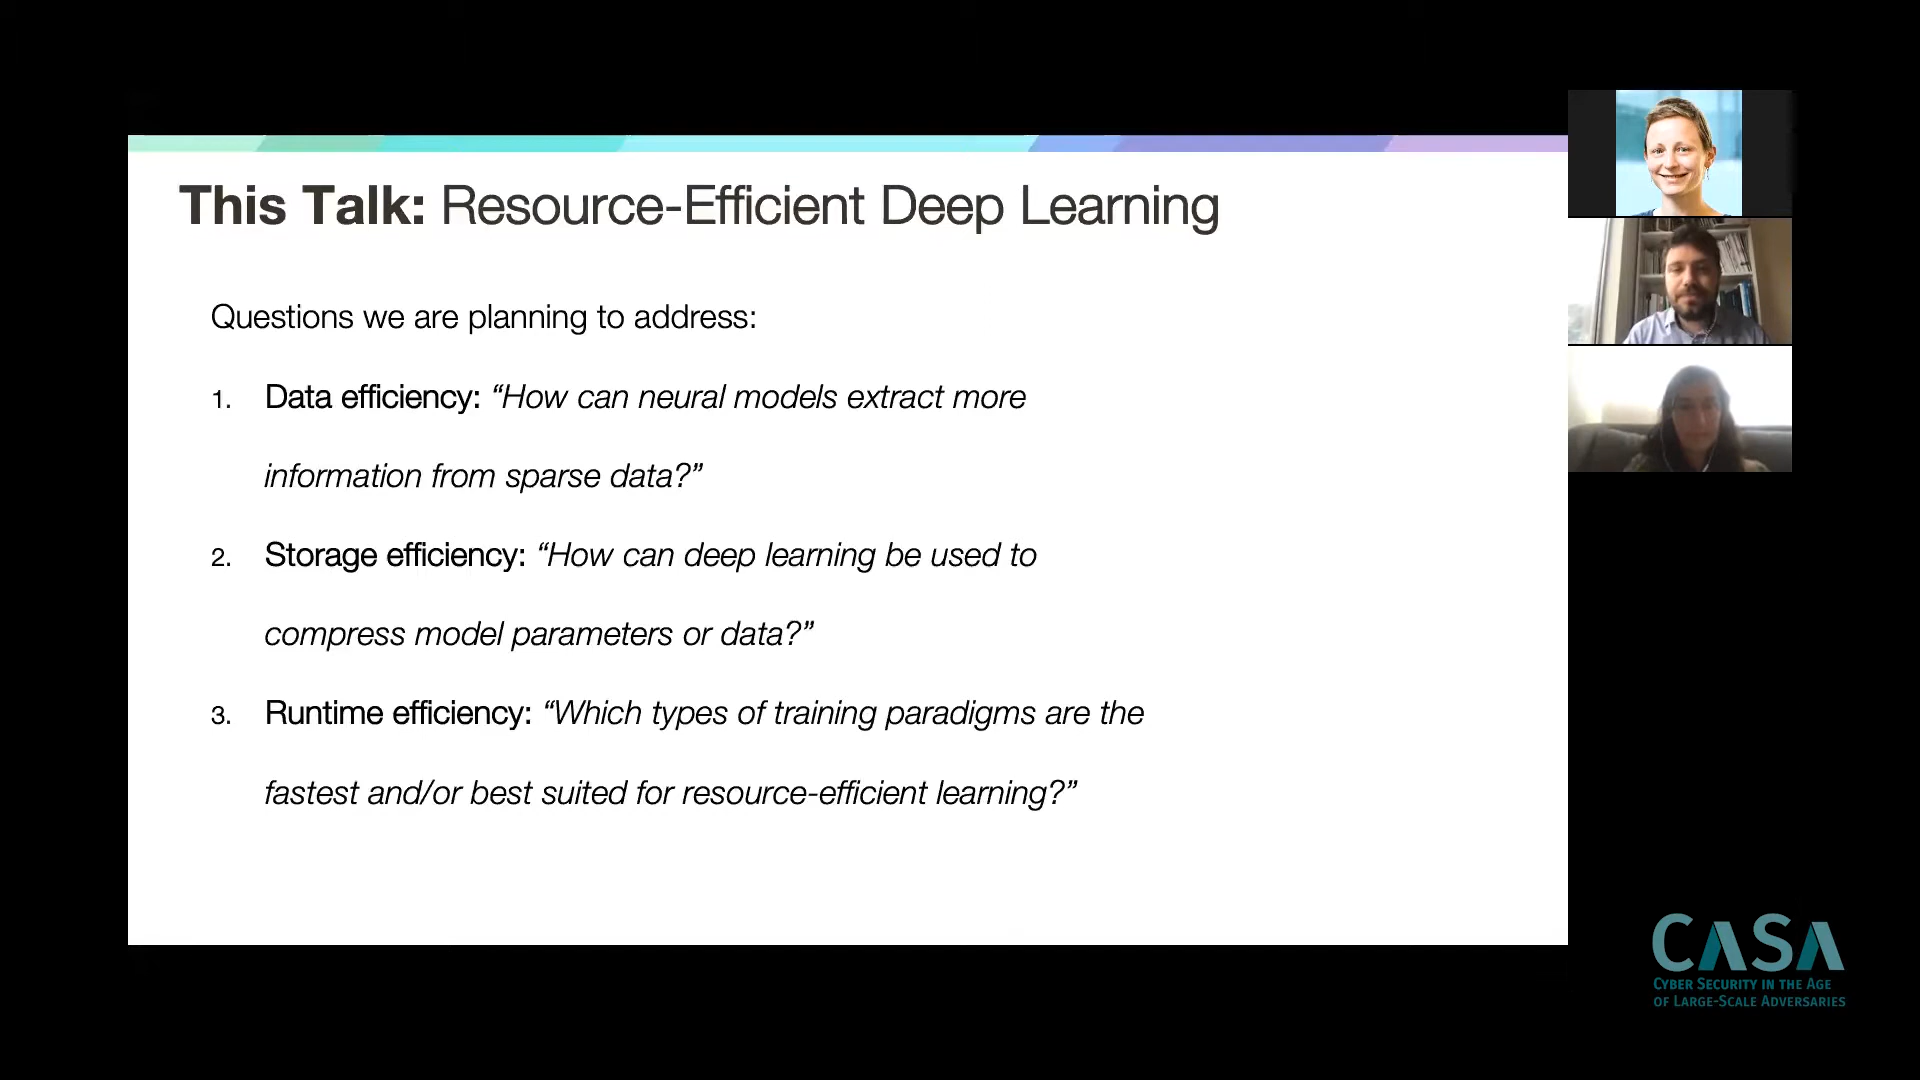 This Talk: Resource-Efficient Deep Learning
Questions we are planning to address:
1. Data efficiency: “How can neural models extract more
information from sparse data?”
2. Storage efficiency: “How can deep learning be used to
compress model parameters or data?”
3. Runtime efficiency: “Which types of training paradigms are the
fastest and/or best suited for resource-efficient learning?”
CASA
CYBER SECURITY IN THE AGE
OF LARGE-SCALE ADVERSARIES